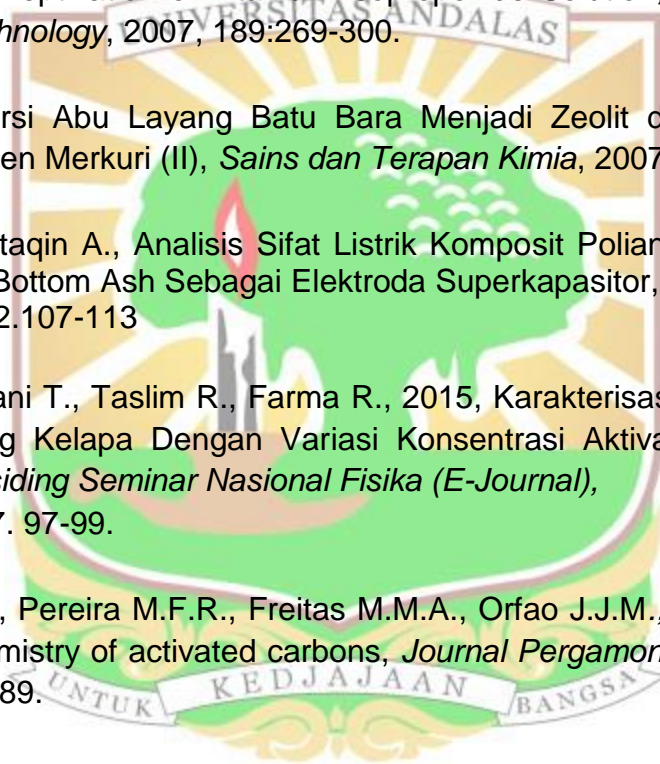 UNIVERSITAS ANDALAS
hnology, 2007, 189:269-300.
rsi Abu Layang Batu Bara Menjadi Zeolit
en Merkuri (II), Sains dan Terapan Kimia, 2007
taqin A., Analisis Sifat Listrik Komposit Polian
Bottom Ash Sebagai Elektroda Superkapasitor,
2.107-113
ani T., Taslim R., Farma R., 2015, Karakterisas
g Kelapa Dengan Variasi Konsentrasi Aktiva
siding Seminar Nasional Fisika (E-Journal),
7. 97-99.
, Pereira M.F.R., Freitas M.M.A., Orfao J.J.M.,
mistry of activated carbons, Journal Pergamon
89.
UNTUK KEDJAJAAN BANGSA